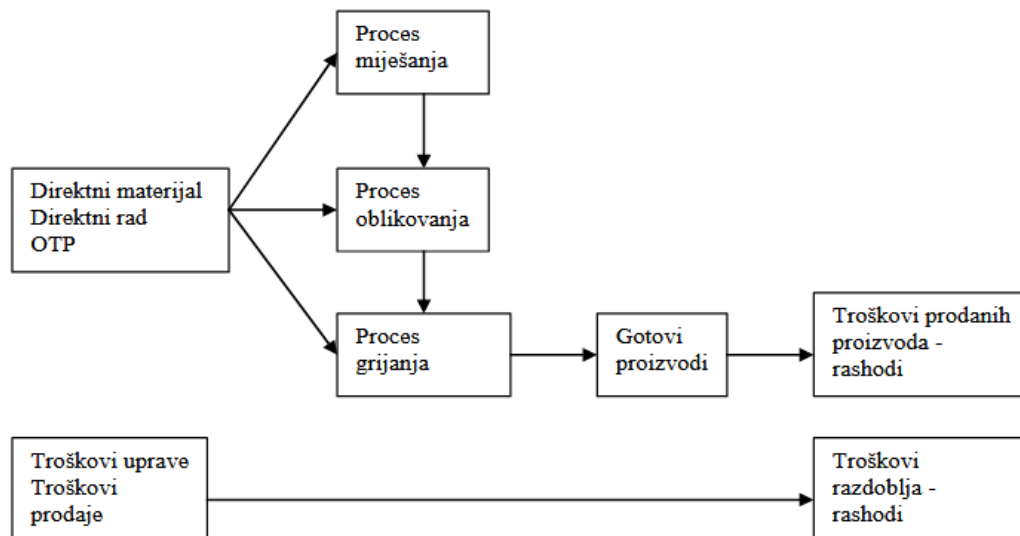 Proces
miješanja
Direktni materijal
Direktni rad
OTP
Proces
oblikovanja
Proces
grijanja
Gotovi
proizvodi
Troškovi prodanih
proizvoda -
rashodi
Troškovi uprave
Troškovi
prodaje
Troškovi
razdoblja -
rashodi